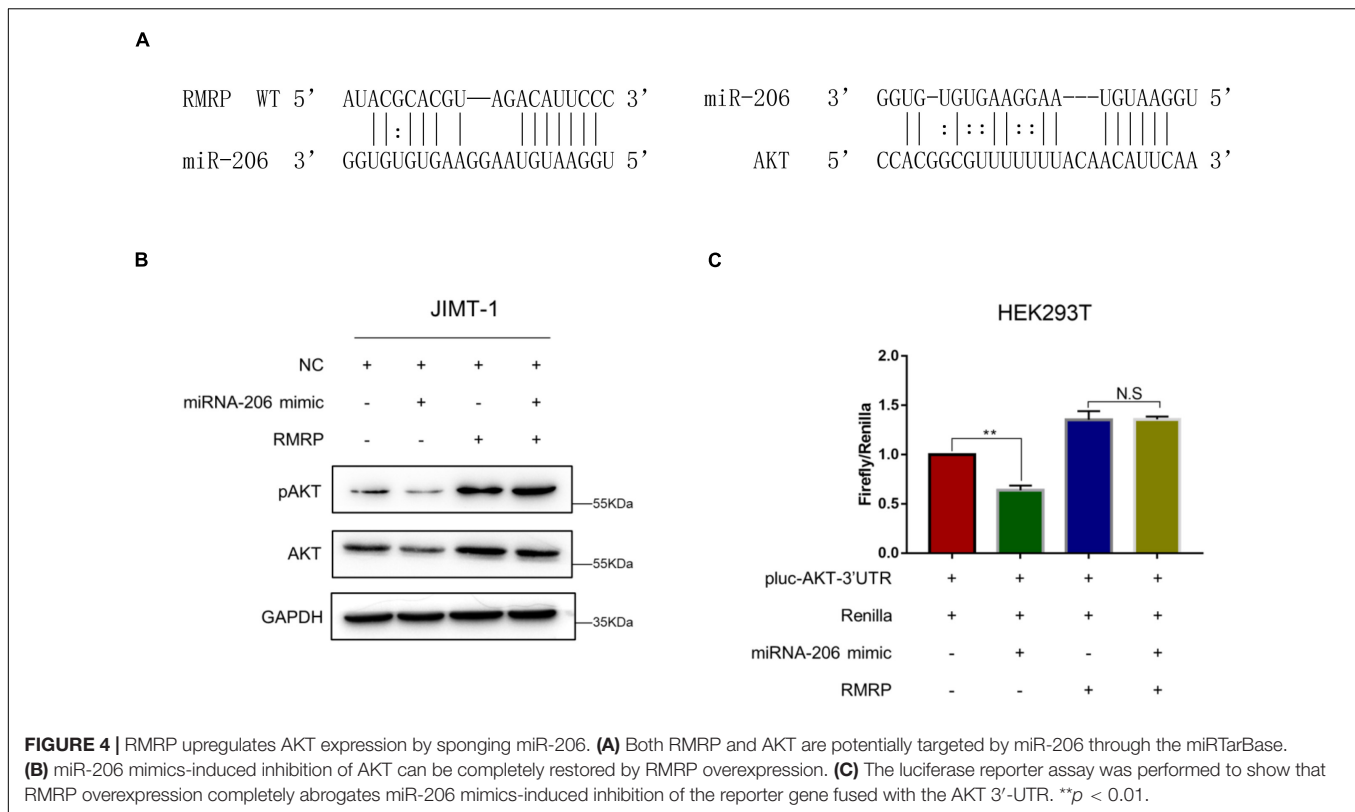 A
RMRP WT 5’ AUACGCACGU—AGACAUUCCC 3’
||:||| | |||||||
miR-206 3’ GGUGUGUGAAGGAAUGUAAGGU 5’
miR-206 3’ GGUG-UGUGAAGGAA---UGUAAGGU 5’
|| :|::||::|| ||||||
AKT 5’ CCACGGCGUUUUUUUACAACAUUCAA 3’
B
JIMT-1
NC + + + +
miRNA-206 mimic - + - +
RMRP - - + +
pAKT
55KDa
AKT
55KDa
GAPDH
35KDa
C
HEK293T
Firefly/Renilla
2.0
1.5
1.0
0.5
0.0
**
N.S
pluc-AKT-3'UTR + + + +
Renilla + + + +
miRNA-206 mimic - + - +
RMRP - - + +
FIGURE 4 | RMRP upregulates AKT expression by sponging miR-206. (A) Both RMRP and AKT are potentially targeted by miR-206 through the miRTarBase.
(B) miR-206 mimics-induced inhibition of AKT can be completely restored by RMRP overexpression. (C) The luciferase reporter assay was performed to show that
RMRP overexpression completely abrogates miR-206 mimics-induced inhibition of the reporter gene fused with the AKT 3′-UTR. **p < 0.01.